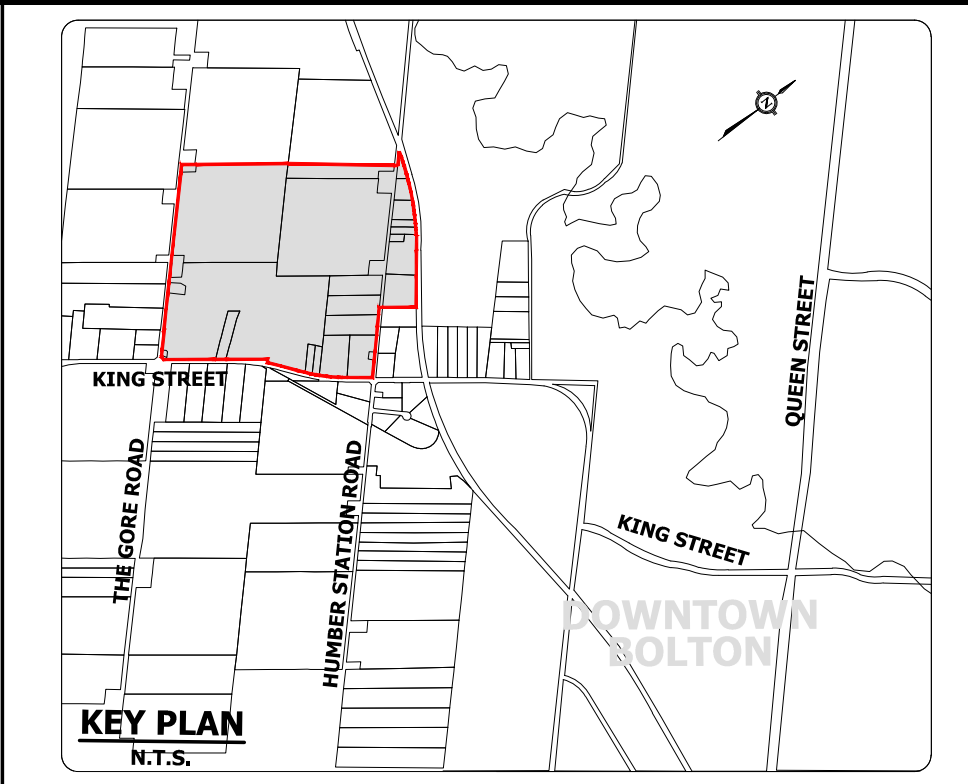 N
QUEEN STREET
KING STREET
THE GORE ROAD
HUMBER STATION ROAD
KING STREET
DOWNTOWN
BOLTON
KEY PLAN
N.T.S.